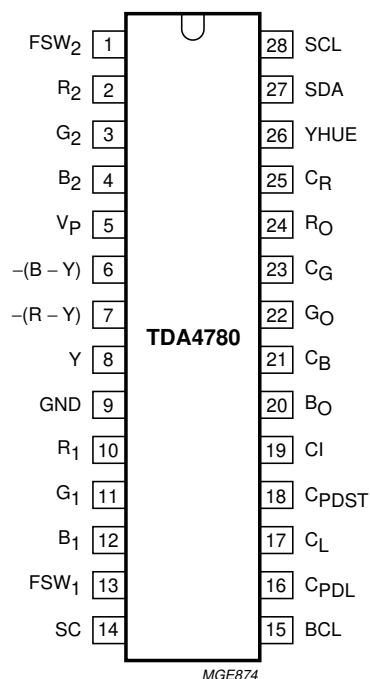 FSW2 1 28 SCL
R2 2 27 SDA
G2 3 26 YHUE
B2 4 25 CR
VP 5 24 RO
−(B − Y) 6 23 CG
−(R − Y) 7 22 GO
TDA4780
Y 8 21 CB
GND 9 20 BO
R1 10 19 CI
G1 11 18 CPDST
B1 12 17 CL
FSW1 13 16 CPDL
SC 14 15 BCL
MGE874